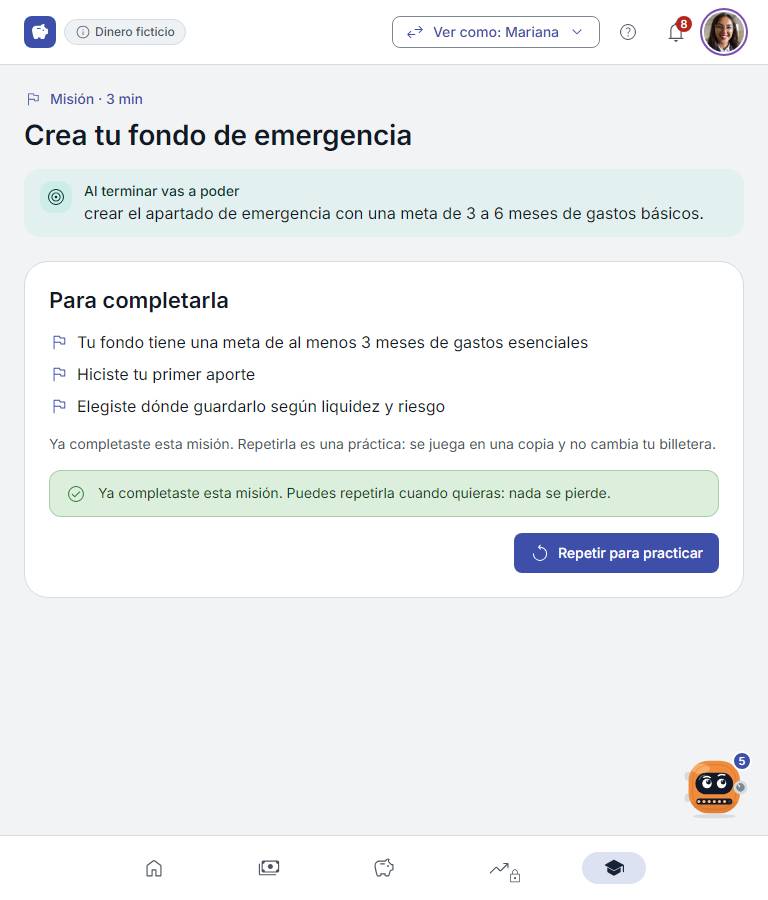 Dinero ficticio
Ver como: Mariana
8
Misión · 3 min
Crea tu fondo de emergencia
Al terminar vas a poder
crear el apartado de emergencia con una meta de 3 a 6 meses de gastos básicos.
Para completarla
Tu fondo tiene una meta de al menos 3 meses de gastos esenciales
Hiciste tu primer aporte
Elegiste dónde guardarlo según liquidez y riesgo
Ya completaste esta misión. Repetirla es una práctica: se juega en una copia y no cambia tu billetera.
Ya completaste esta misión. Puedes repetirla cuando quieras: nada se pierde.
Repetir para practicar
5